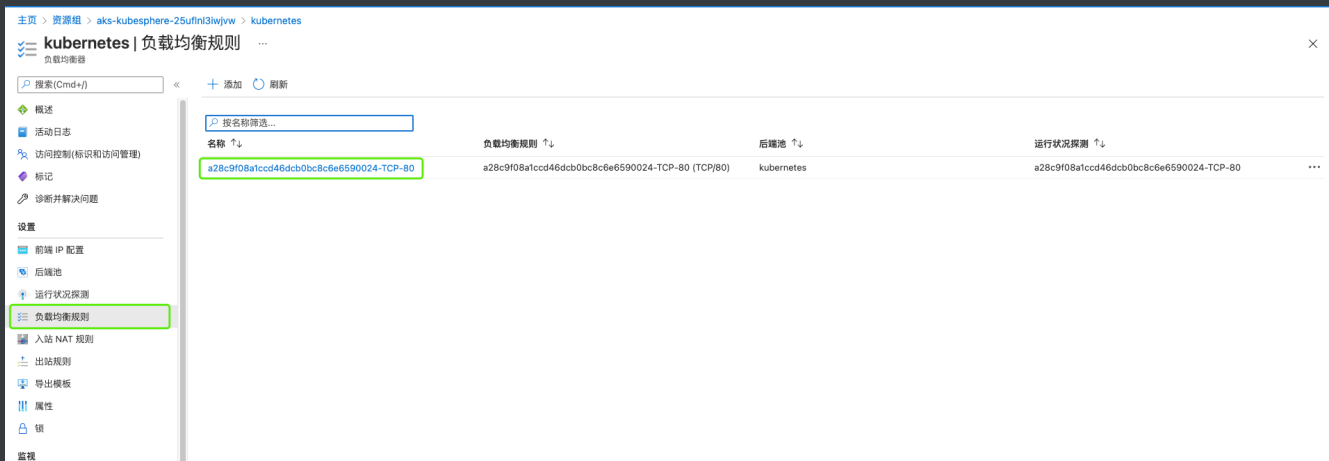 主页 > 资源组 > aks-kubesphere-25uflnl3iwjvw > kubernetes
kubernetes | 负载均衡规则 ...
负载均衡器
搜索(Cmd+/)
«
添加
刷新
概述
活动日志
访问控制(标识和访问管理)
标记
诊断并解决问题
设置
前端 IP 配置
后端池
运行状况探测
负载均衡规则
入站 NAT 规则
出站规则
导出模板
属性
锁
监视
按名称筛选...
名称 ↑↓ 负载均衡规则 ↑↓ 后端池 ↑↓ 运行状况探测 ↑↓
a28c9f08a1ccd46dcb0bc8c6e6590024-TCP-80 a28c9f08a1ccd46dcb0bc8c6e6590024-TCP-80 (TCP/80) kubernetes a28c9f08a1ccd46dcb0bc8c6e6590024-TCP-80 ...